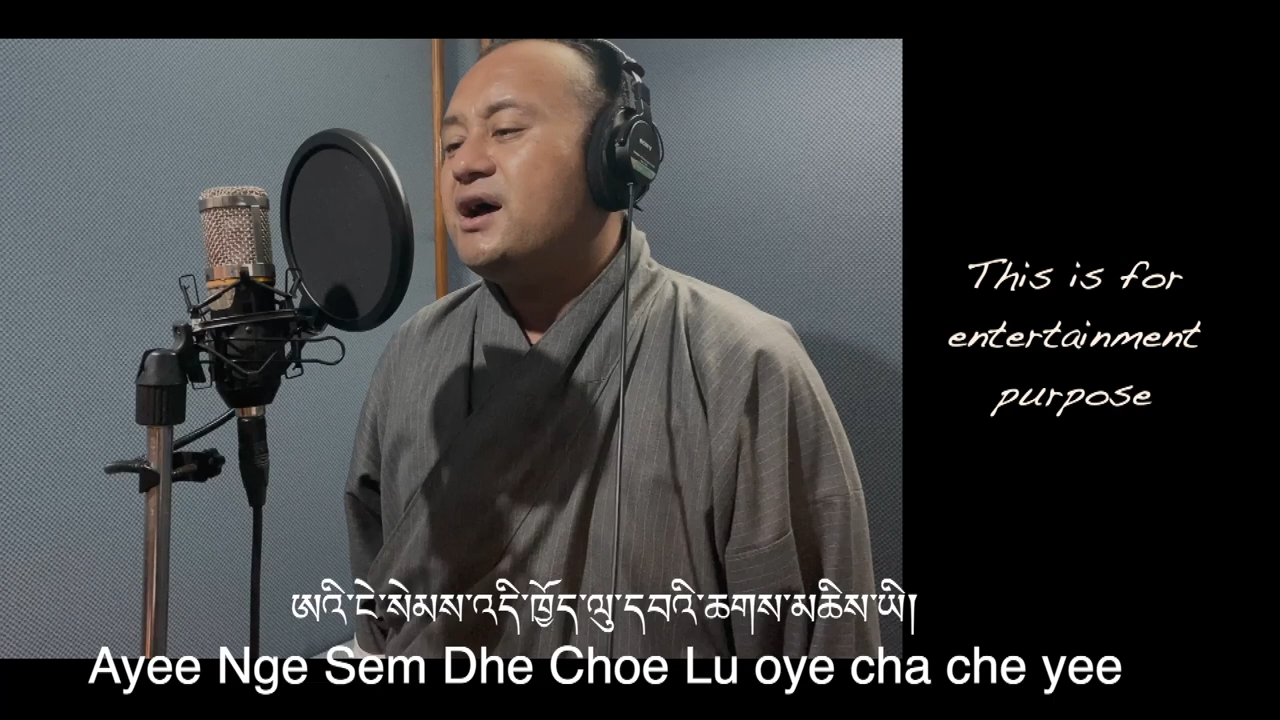 This is for
entertainment
purpose
ཨའི་ངེ་སེམས་འདི་ཁྱོད་ལུ་དབའི་ཆགས་མཆིས་ཡི།
Ayee Nge Sem Dhe Choe Lu oye cha che yee